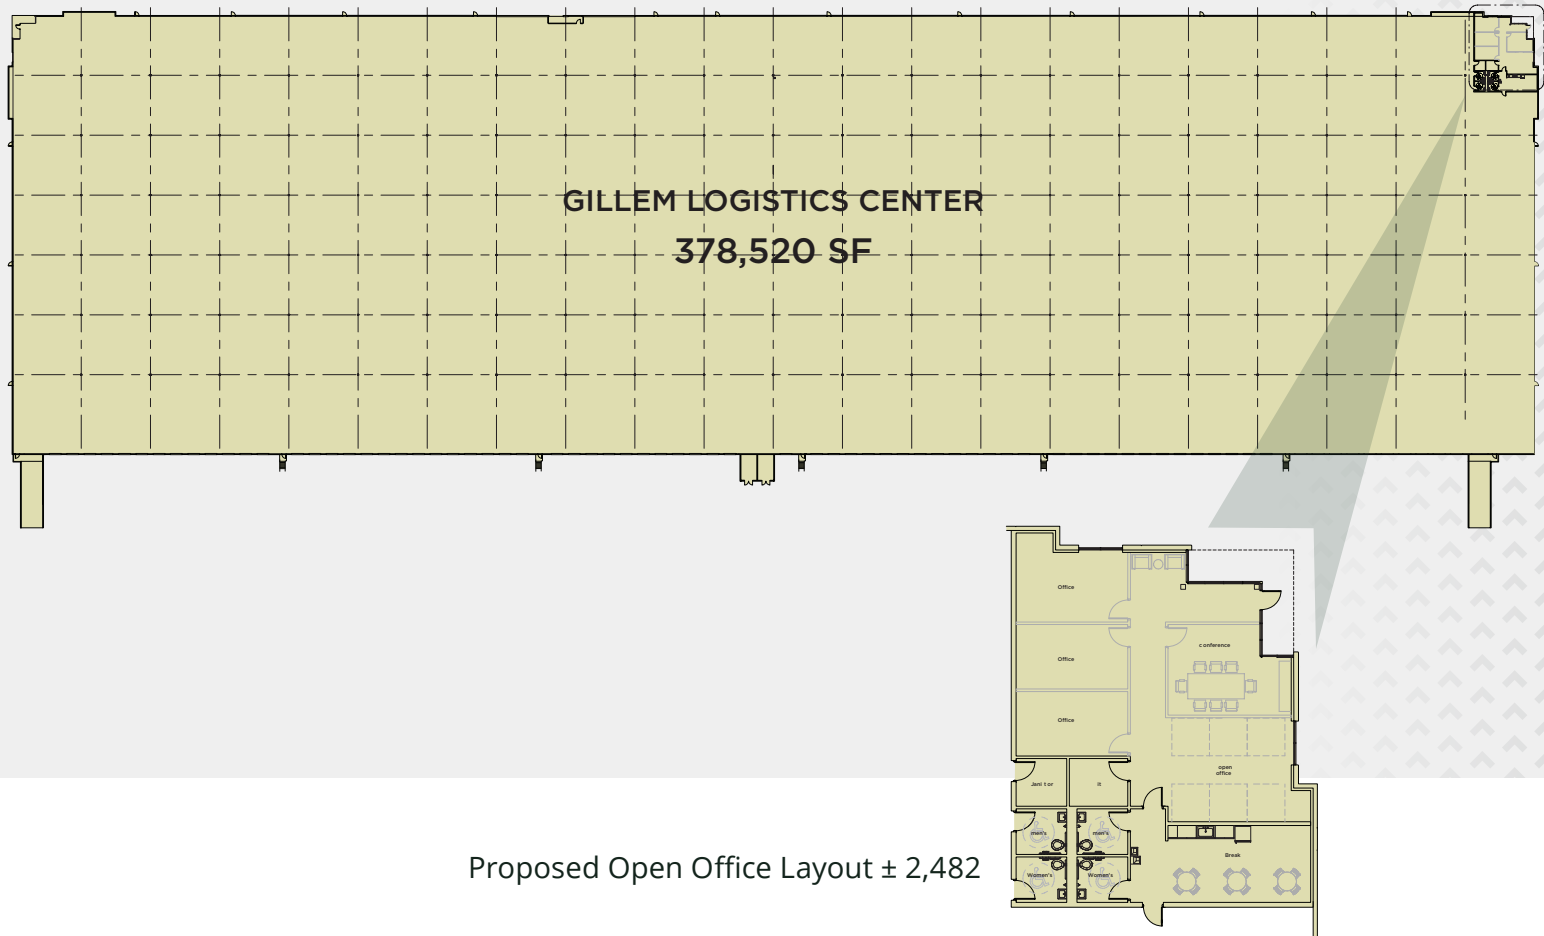 GILLEM LOGISTICS CENTER
378,520 SF
Office
Office
conference
Office
open
office
Janitor
it
men's
men's
Break
Women's
Women's
Proposed Open Office Layout ± 2,482